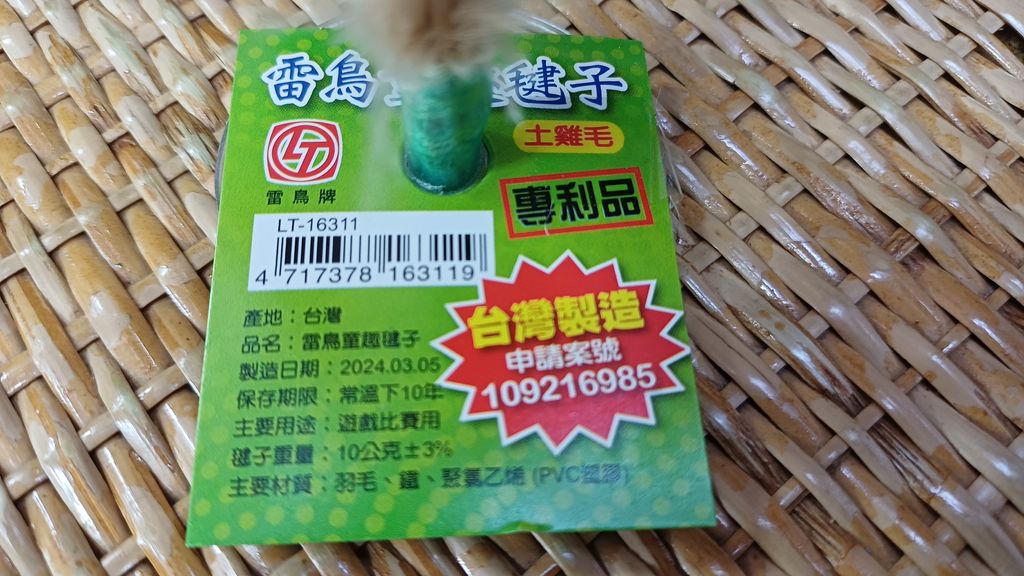 雷鳥童趣毽子
土雞毛
LT
雷鳥牌
專利品
LT-16311
4 717378 163119
台灣製造
申請案號
109216985
產地：台灣
品名：雷鳥童趣毽子
製造日期：2024.03.05
保存期限：常溫下10年
主要用途：遊戲比賽用
毽子重量：10公克±3%
主要材質：羽毛、鐵、聚氯乙烯 (PVC塑膠)